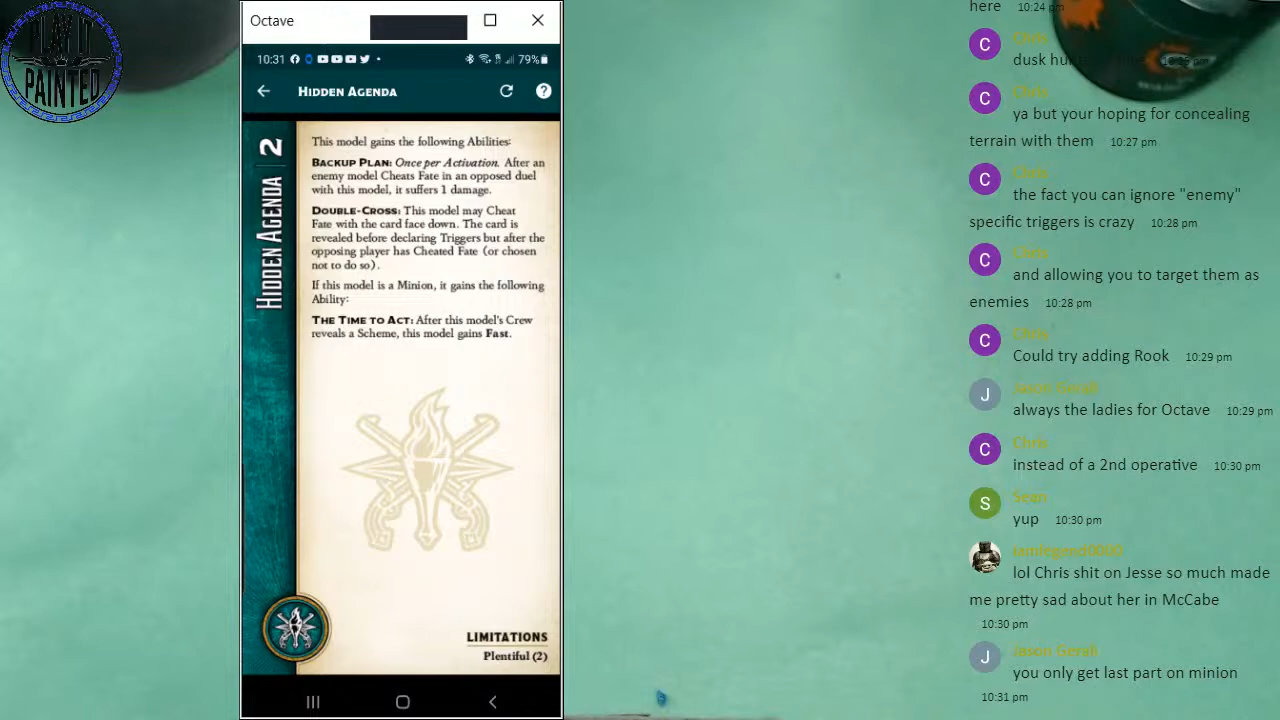 PLAY IT
PAINTED
Octave
10:31
79%
HIDDEN AGENDA
?
HIDDEN AGENDA 2
This model gains the following Abilities:
BACKUP PLAN: Once per Activation. After an
enemy model Cheats Fate in an opposed duel
with this model, it suffers 1 damage.
DOUBLE-CROSS: This model may Cheat
Fate with the card face down. The card is
revealed before declaring Triggers but after the
opposing player has Cheated Fate (or chosen
not to do so).
If this model is a Minion, it gains the following
Ability:
THE TIME TO ACT: After this model's Crew
reveals a Scheme, this model gains Fast.
LIMITATIONS
Plentiful (2)
here 10:24 pm
C Chris
dusk
C Chris
ya but your hoping for concealing
terrain with them 10:27 pm
C Chris
the fact you can ignore "enemy"
specific triggers is crazy 10:28 pm
C Chris
and allowing you to target them as
enemies 10:28 pm
C Chris
Could try adding Rook 10:29 pm
J Jason Gerali
always the ladies for Octave 10:29 pm
C Chris
instead of a 2nd operative 10:30 pm
S Sean
yup 10:30 pm
iamlegend0000
lol Chris shit on Jesse so much made
me pretty sad about her in McCabe
10:30 pm
J Jason Gerali
you only get last part on minion
10:31 pm